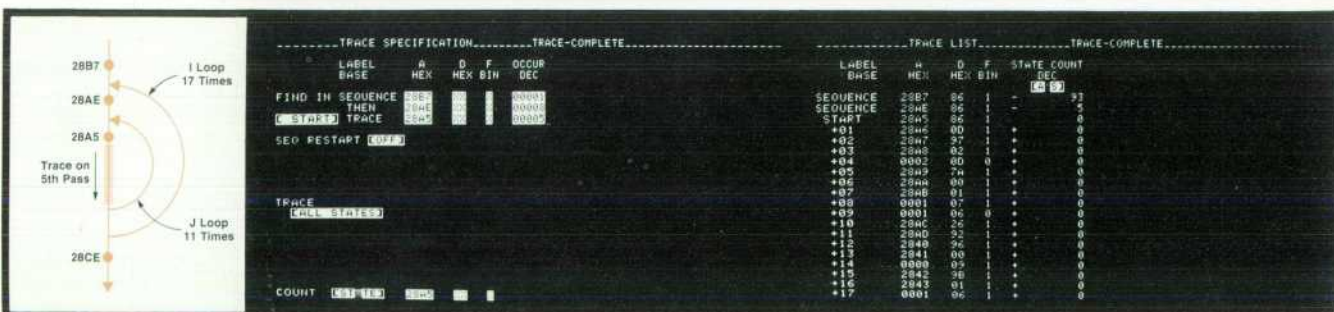 28B7
I Loop
17 Times
28AE
28A5
Trace on
5th Pass
J Loop
11 Times
28CE
TRACE SPECIFICATION TRACE-COMPLETE
LABEL A D F OCCUR
BASE HEX HEX BIN DEC
FIND IN SEQUENCE 28B7 00001
THEN 28AE 00008
[ START] TRACE 28A5 00005
SEQ RESTART [OFF]
TRACE
[ALL STATES]
COUNT [STATE] 28A5
TRACE LIST TRACE-COMPLETE
LABEL A D F STATE COUNT
BASE HEX HEX BIN DEC
SEQUENCE 28B7 86 1 - 93
SEQUENCE 28AE 86 1 - 5
START 28A5 86 1 0
+01 28A6 0D 1 + 0
+02 28A7 97 1 + 0
+03 28A8 02 1 + 0
+04 0002 0D 0 + 0
+05 28A9 7A 1 + 0
+06 28AA 00 1 + 0
+07 28AB 01 1 + 0
+08 0001 07 1 + 0
+09 0001 06 0 + 0
+10 28AC 26 1 + 0
+11 28AD 92 1 + 0
+12 2840 96 1 + 0
+13 2841 00 1 + 0
+14 0000 09 1 + 0
+15 2842 9B 1 + 0
+16 2843 01 1 + 0
+17 0001 06 1 + 0